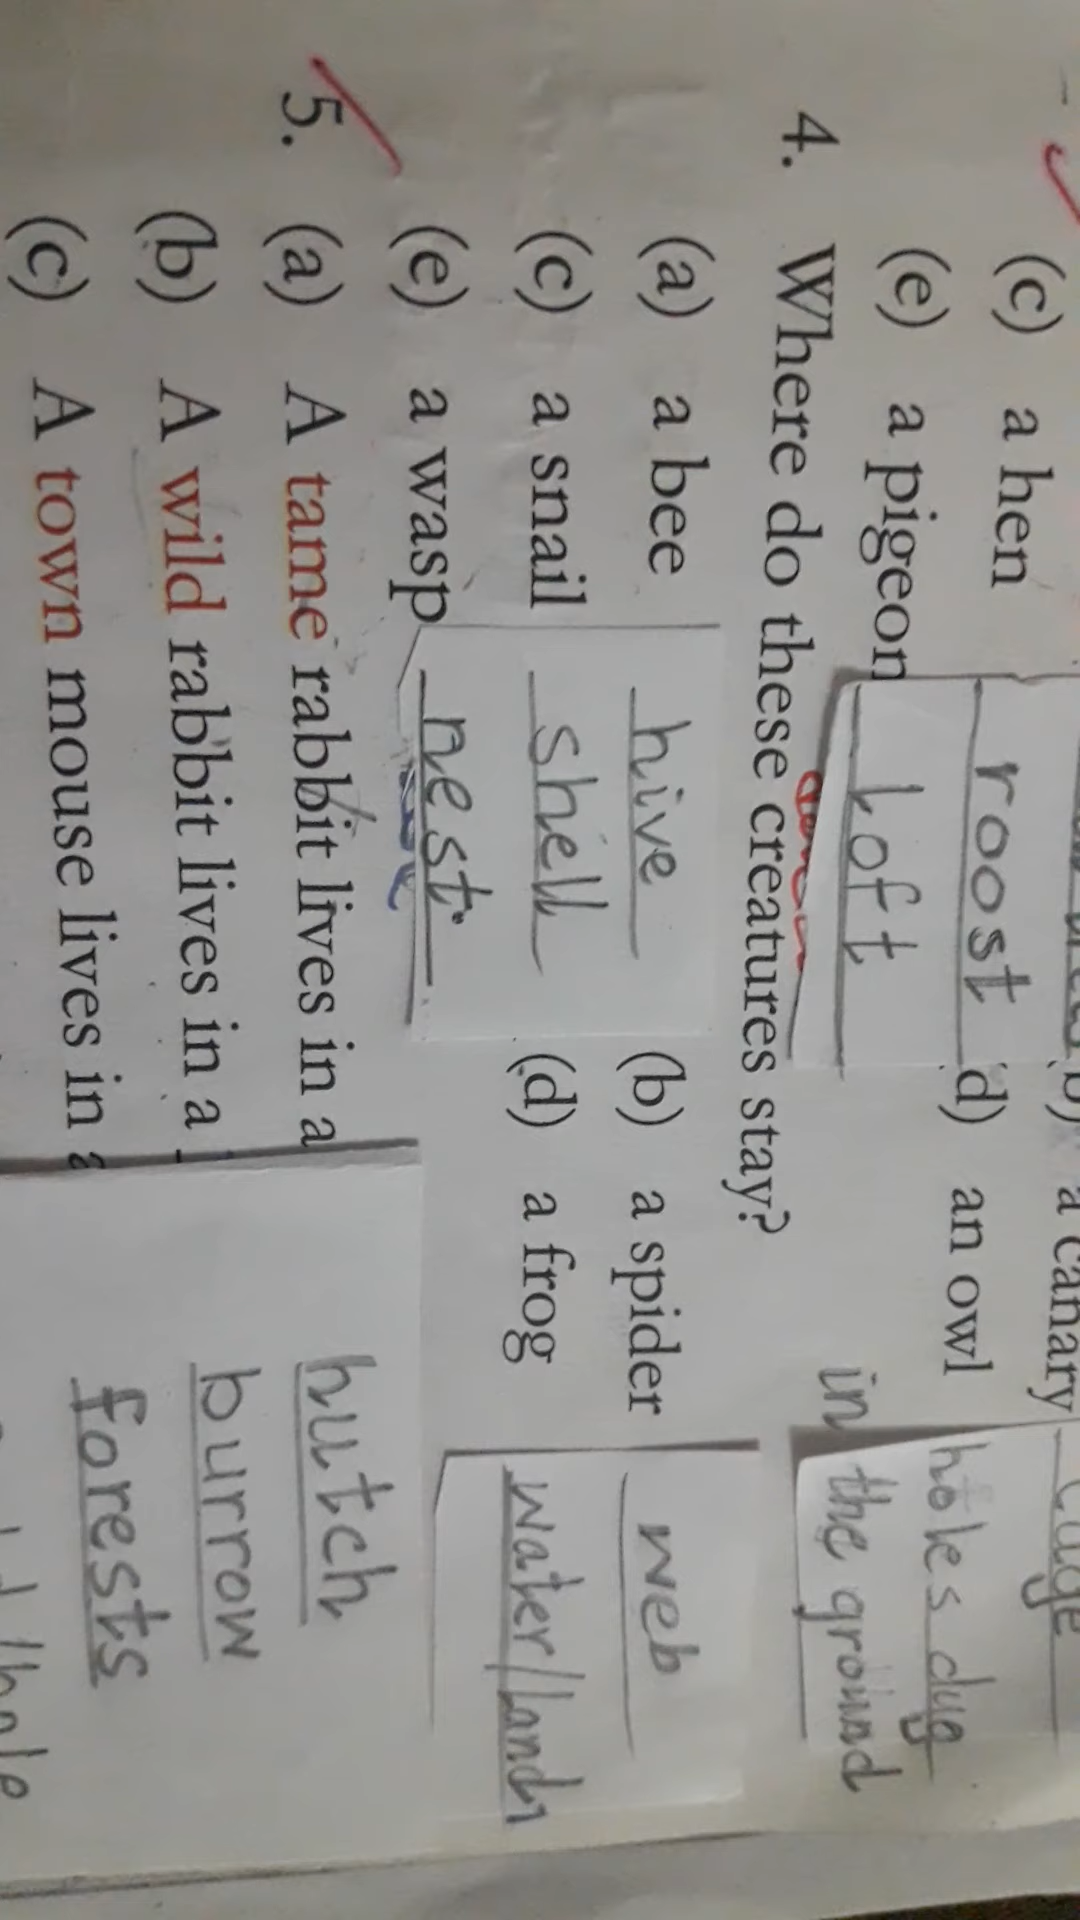 a canary cage
(c) a hen roost d) an owl holes dug
(e) a pigeon Loft in the ground
4. Where do these creatures stay?
(a) a bee hive (b) a spider web
(c) a snail shell (d) a frog water/land
(e) a wasp nest
5. (a) A tame rabbit lives in a hutch
(b) A wild rabbit lives in a burrow
(c) A town mouse lives in forests